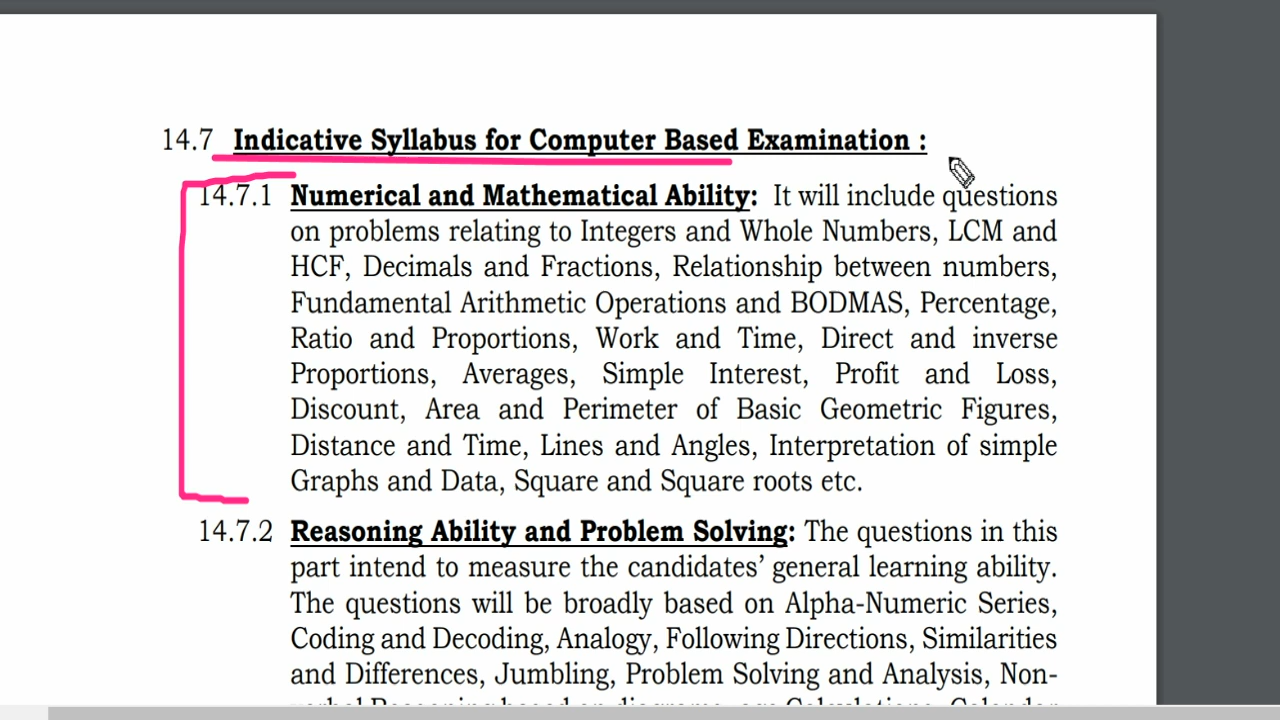 14.7 Indicative Syllabus for Computer Based Examination :
14.7.1 Numerical and Mathematical Ability: It will include questions
on problems relating to Integers and Whole Numbers, LCM and
HCF, Decimals and Fractions, Relationship between numbers,
Fundamental Arithmetic Operations and BODMAS, Percentage,
Ratio and Proportions, Work and Time, Direct and inverse
Proportions, Averages, Simple Interest, Profit and Loss,
Discount, Area and Perimeter of Basic Geometric Figures,
Distance and Time, Lines and Angles, Interpretation of simple
Graphs and Data, Square and Square roots etc.
14.7.2 Reasoning Ability and Problem Solving: The questions in this
part intend to measure the candidates’ general learning ability.
The questions will be broadly based on Alpha-Numeric Series,
Coding and Decoding, Analogy, Following Directions, Similarities
and Differences, Jumbling, Problem Solving and Analysis, Non-